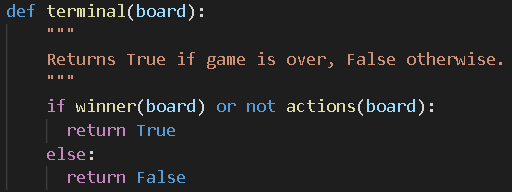 def terminal(board):
    """
    Returns True if game is over, False otherwise.
    """
    if winner(board) or not actions(board):
      return True
    else:
      return False